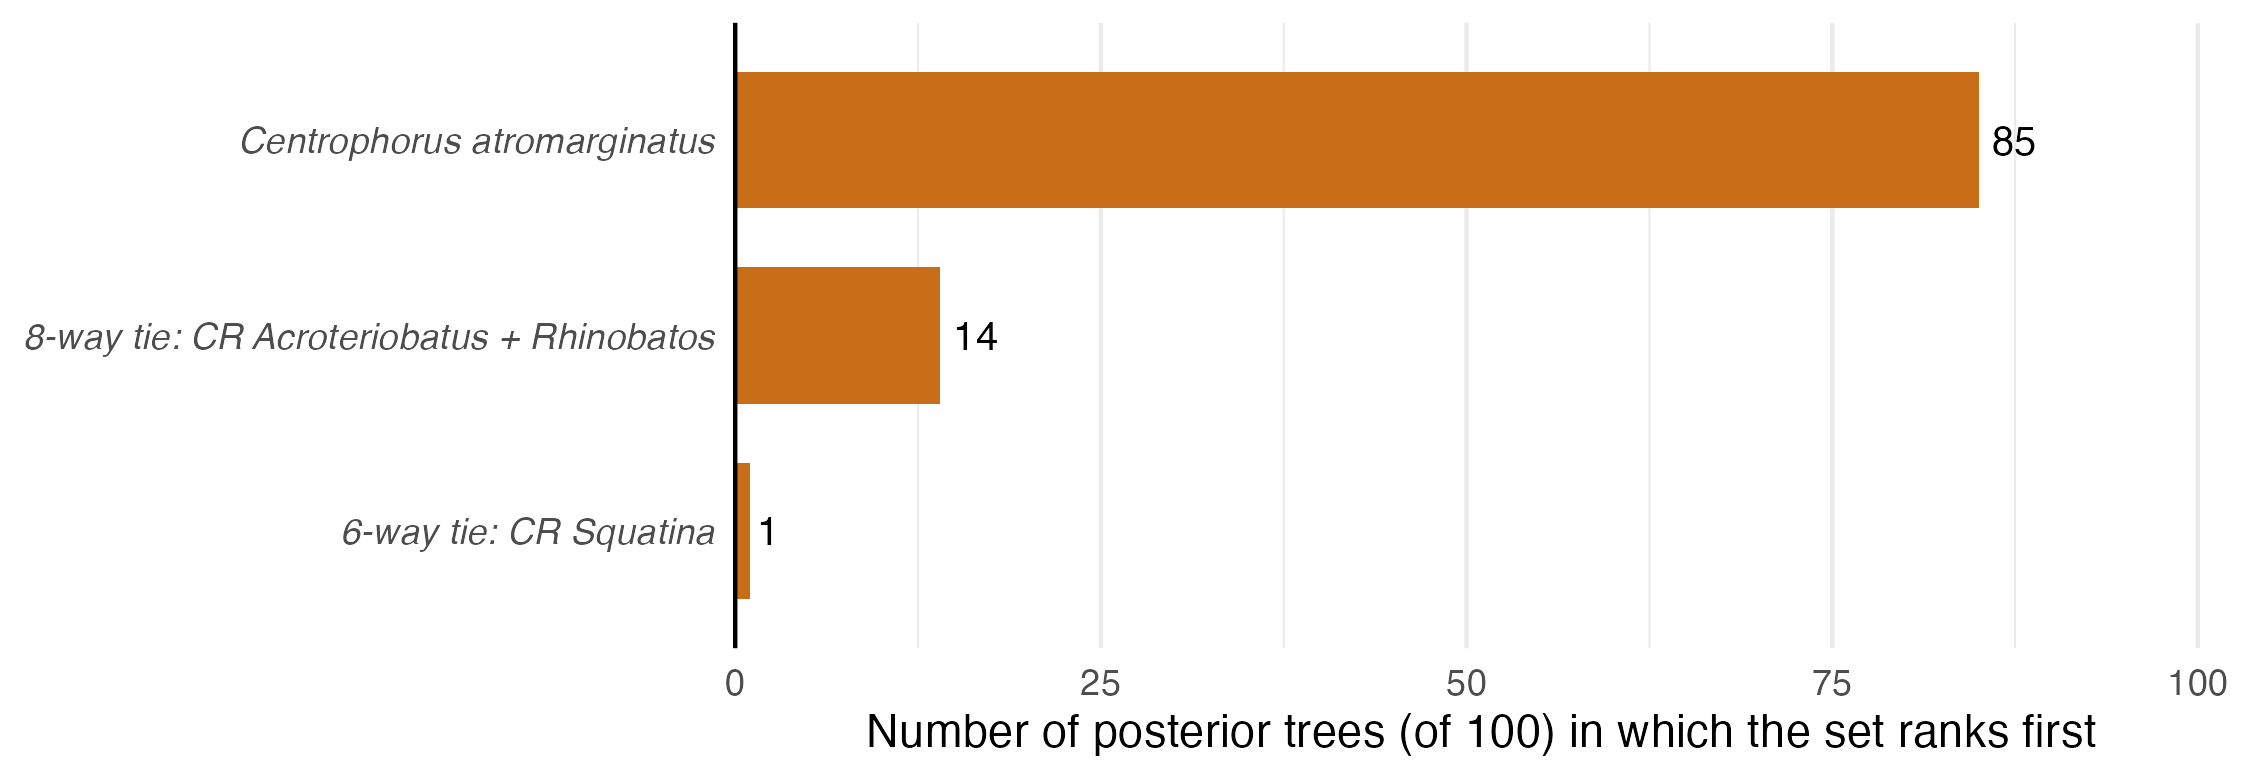 Centrophorus atromarginatus
85
8-way tie: CR Acroteriobatus + Rhinobatos
14
6-way tie: CR Squatina
1
0 25 50 75 100
Number of posterior trees (of 100) in which the set ranks first